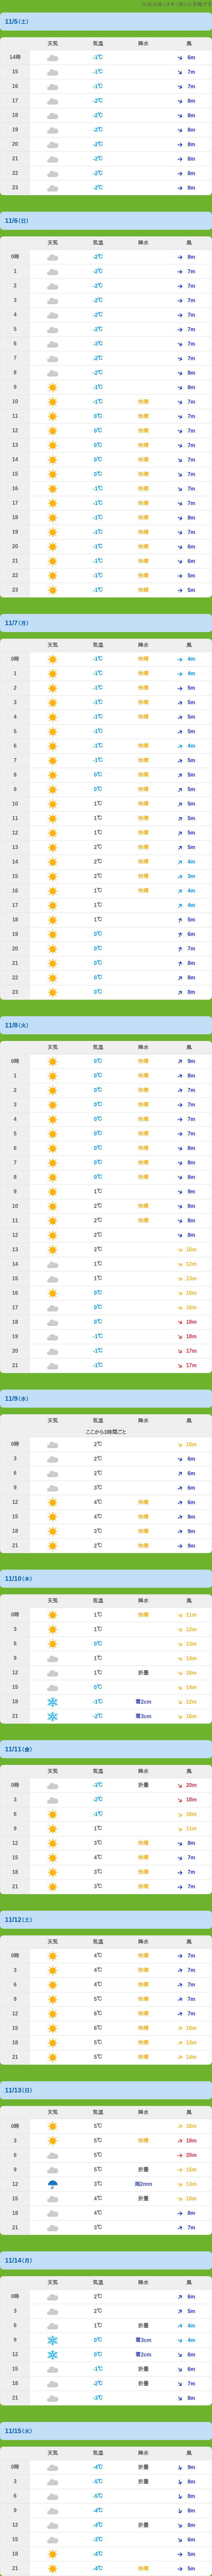 11/5(土)
天気 気温 降水 風
14時 -1℃ 6m
15 -1℃ 7m
16 -1℃ 7m
17 -2℃ 8m
18 -2℃ 8m
19 -2℃ 8m
20 -2℃ 8m
21 -2℃ 8m
22 -2℃ 8m
23 -2℃ 8m
11/6(日)
天気 気温 降水 風
0時 -2℃ 8m
1 -2℃ 7m
2 -2℃ 7m
3 -2℃ 7m
4 -2℃ 7m
5 -2℃ 7m
6 -3℃ 7m
7 -2℃ 7m
8 -2℃ 8m
9 -1℃ 8m
10 -1℃ 快晴 7m
11 0℃ 快晴 7m
12 0℃ 快晴 7m
13 0℃ 快晴 7m
14 0℃ 快晴 7m
15 0℃ 快晴 7m
16 -1℃ 快晴 7m
17 -1℃ 快晴 7m
18 -1℃ 快晴 8m
19 -1℃ 快晴 7m
20 -1℃ 快晴 6m
21 -1℃ 快晴 6m
22 -1℃ 快晴 5m
23 -1℃ 快晴 5m
11/7(月)
天気 気温 降水 風
0時 -1℃ 快晴 4m
1 -1℃ 快晴 4m
2 -1℃ 快晴 5m
3 -1℃ 快晴 5m
4 -1℃ 快晴 5m
5 -1℃ 快晴 5m
6 -1℃ 快晴 4m
7 -1℃ 快晴 5m
8 0℃ 快晴 5m
9 0℃ 快晴 5m
10 1℃ 快晴 5m
11 1℃ 快晴 5m
12 1℃ 快晴 5m
13 2℃ 快晴 5m
14 2℃ 快晴 4m
15 2℃ 快晴 3m
16 1℃ 快晴 4m
17 1℃ 4m
18 1℃ 5m
19 0℃ 6m
20 0℃ 7m
21 0℃ 8m
22 0℃ 8m
23 0℃ 8m
11/8(火)
天気 気温 降水 風
0時 0℃ 快晴 9m
1 0℃ 快晴 8m
2 0℃ 快晴 7m
3 0℃ 快晴 7m
4 0℃ 快晴 7m
5 0℃ 快晴 7m
6 0℃ 快晴 8m
7 0℃ 快晴 8m
8 0℃ 快晴 8m
9 1℃ 9m
10 2℃ 快晴 8m
11 2℃ 快晴 8m
12 2℃ 8m
13 2℃ 10m
14 1℃ 12m
15 1℃ 13m
16 0℃ 15m
17 0℃ 16m
18 0℃ 18m
19 -1℃ 18m
20 -1℃ 17m
21 -1℃ 17m
11/9(水)
天気 気温 降水 風
ここから3時間ごと
0時 2℃ 10m
3 2℃ 6m
6 2℃ 6m
9 3℃ 6m
12 4℃ 快晴 6m
15 4℃ 快晴 8m
18 3℃ 快晴 9m
21 2℃ 快晴 9m
11/10(木)
天気 気温 降水 風
0時 1℃ 快晴 11m
3 1℃ 12m
6 0℃ 13m
9 1℃ 14m
12 1℃ 折曇 16m
15 0℃ 14m
18 -1℃ 雪2cm 12m
21 -2℃ 雪3cm 16m
11/11(金)
天気 気温 降水 風
0時 -3℃ 折曇 20m
3 -2℃ 18m
6 -1℃ 16m
9 1℃ 11m
12 3℃ 快晴 8m
15 4℃ 快晴 7m
18 3℃ 快晴 7m
21 3℃ 快晴 7m
11/12(土)
天気 気温 降水 風
0時 4℃ 快晴 7m
3 4℃ 快晴 7m
6 4℃ 快晴 7m
9 5℃ 快晴 7m
12 6℃ 快晴 7m
15 6℃ 快晴 10m
18 5℃ 快晴 13m
21 5℃ 快晴 14m
11/13(日)
天気 気温 降水 風
0時 5℃ 16m
3 5℃ 快晴 18m
6 5℃ 20m
9 5℃ 折曇 15m
12 3℃ 雨2mm 13m
15 4℃ 折曇 10m
18 4℃ 8m
21 3℃ 7m
11/14(月)
天気 気温 降水 風
0時 2℃ 6m
3 2℃ 5m
6 1℃ 折曇 4m
9 0℃ 雪3cm 4m
12 0℃ 雪2cm 6m
15 -1℃ 折曇 6m
18 -2℃ 折曇 7m
21 -3℃ 8m
11/15(火)
天気 気温 降水 風
0時 -4℃ 折曇 9m
3 -5℃ 折曇 8m
6 -5℃ 8m
9 -4℃ 8m
12 -4℃ 折曇 8m
15 -3℃ 6m
18 -4℃ 5m
21 -4℃ 快晴 5m